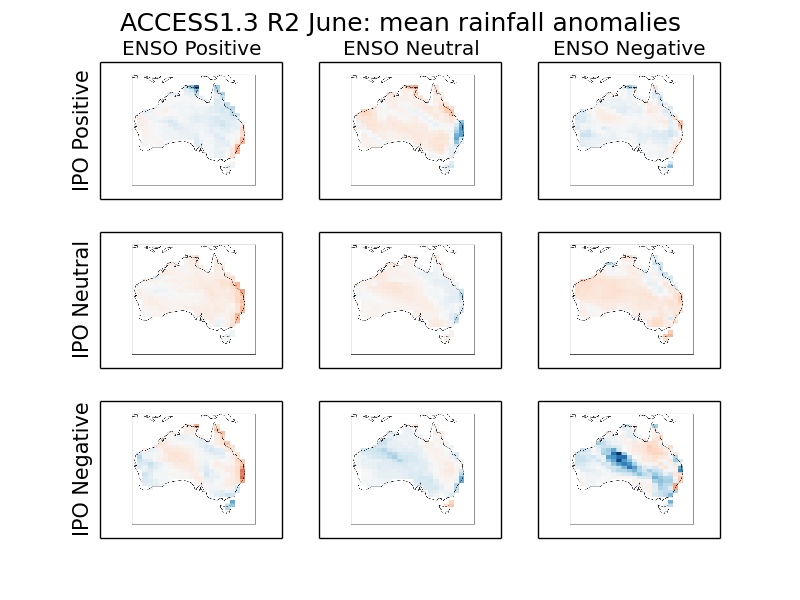 ACCESS1.3 R2 June: mean rainfall anomalies
ENSO Positive
ENSO Neutral
ENSO Negative
IPO Positive
IPO Neutral
IPO Negative